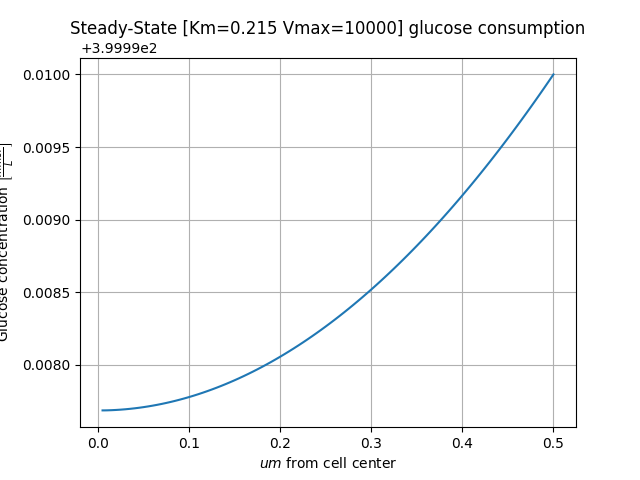 Steady-State [Km=0.215 Vmax=10000] glucose consumption
+3.9999e2
0.0100
0.0095
0.0090
0.0085
0.0080
Glucose concentration
0.0 0.1 0.2 0.3 0.4 0.5
um from cell center